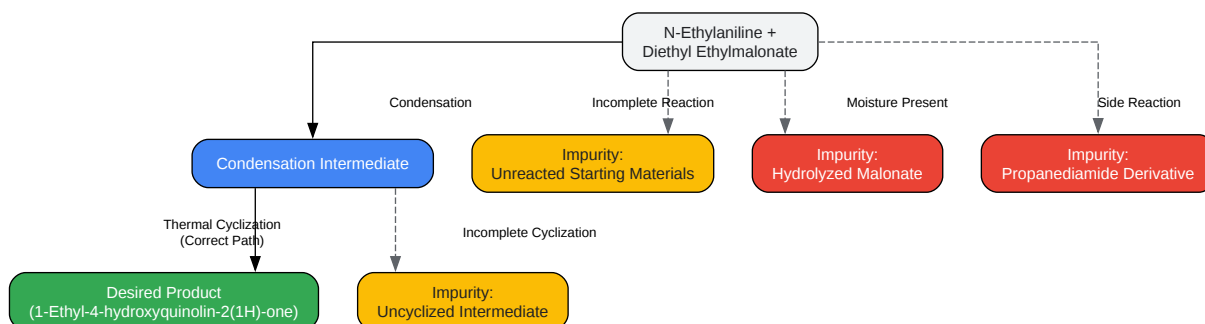 N-Ethylaniline +
Diethyl Ethylmalonate
Condensation
Incomplete Reaction
Moisture Present
Side Reaction
Condensation Intermediate
Impurity:
Unreacted Starting Materials
Impurity:
Hydrolyzed Malonate
Impurity:
Propanediamide Derivative
Thermal Cyclization
(Correct Path)
Incomplete Cyclization
Desired Product
(1-Ethyl-4-hydroxyquinolin-2(1H)-one)
Impurity:
Uncyclized Intermediate